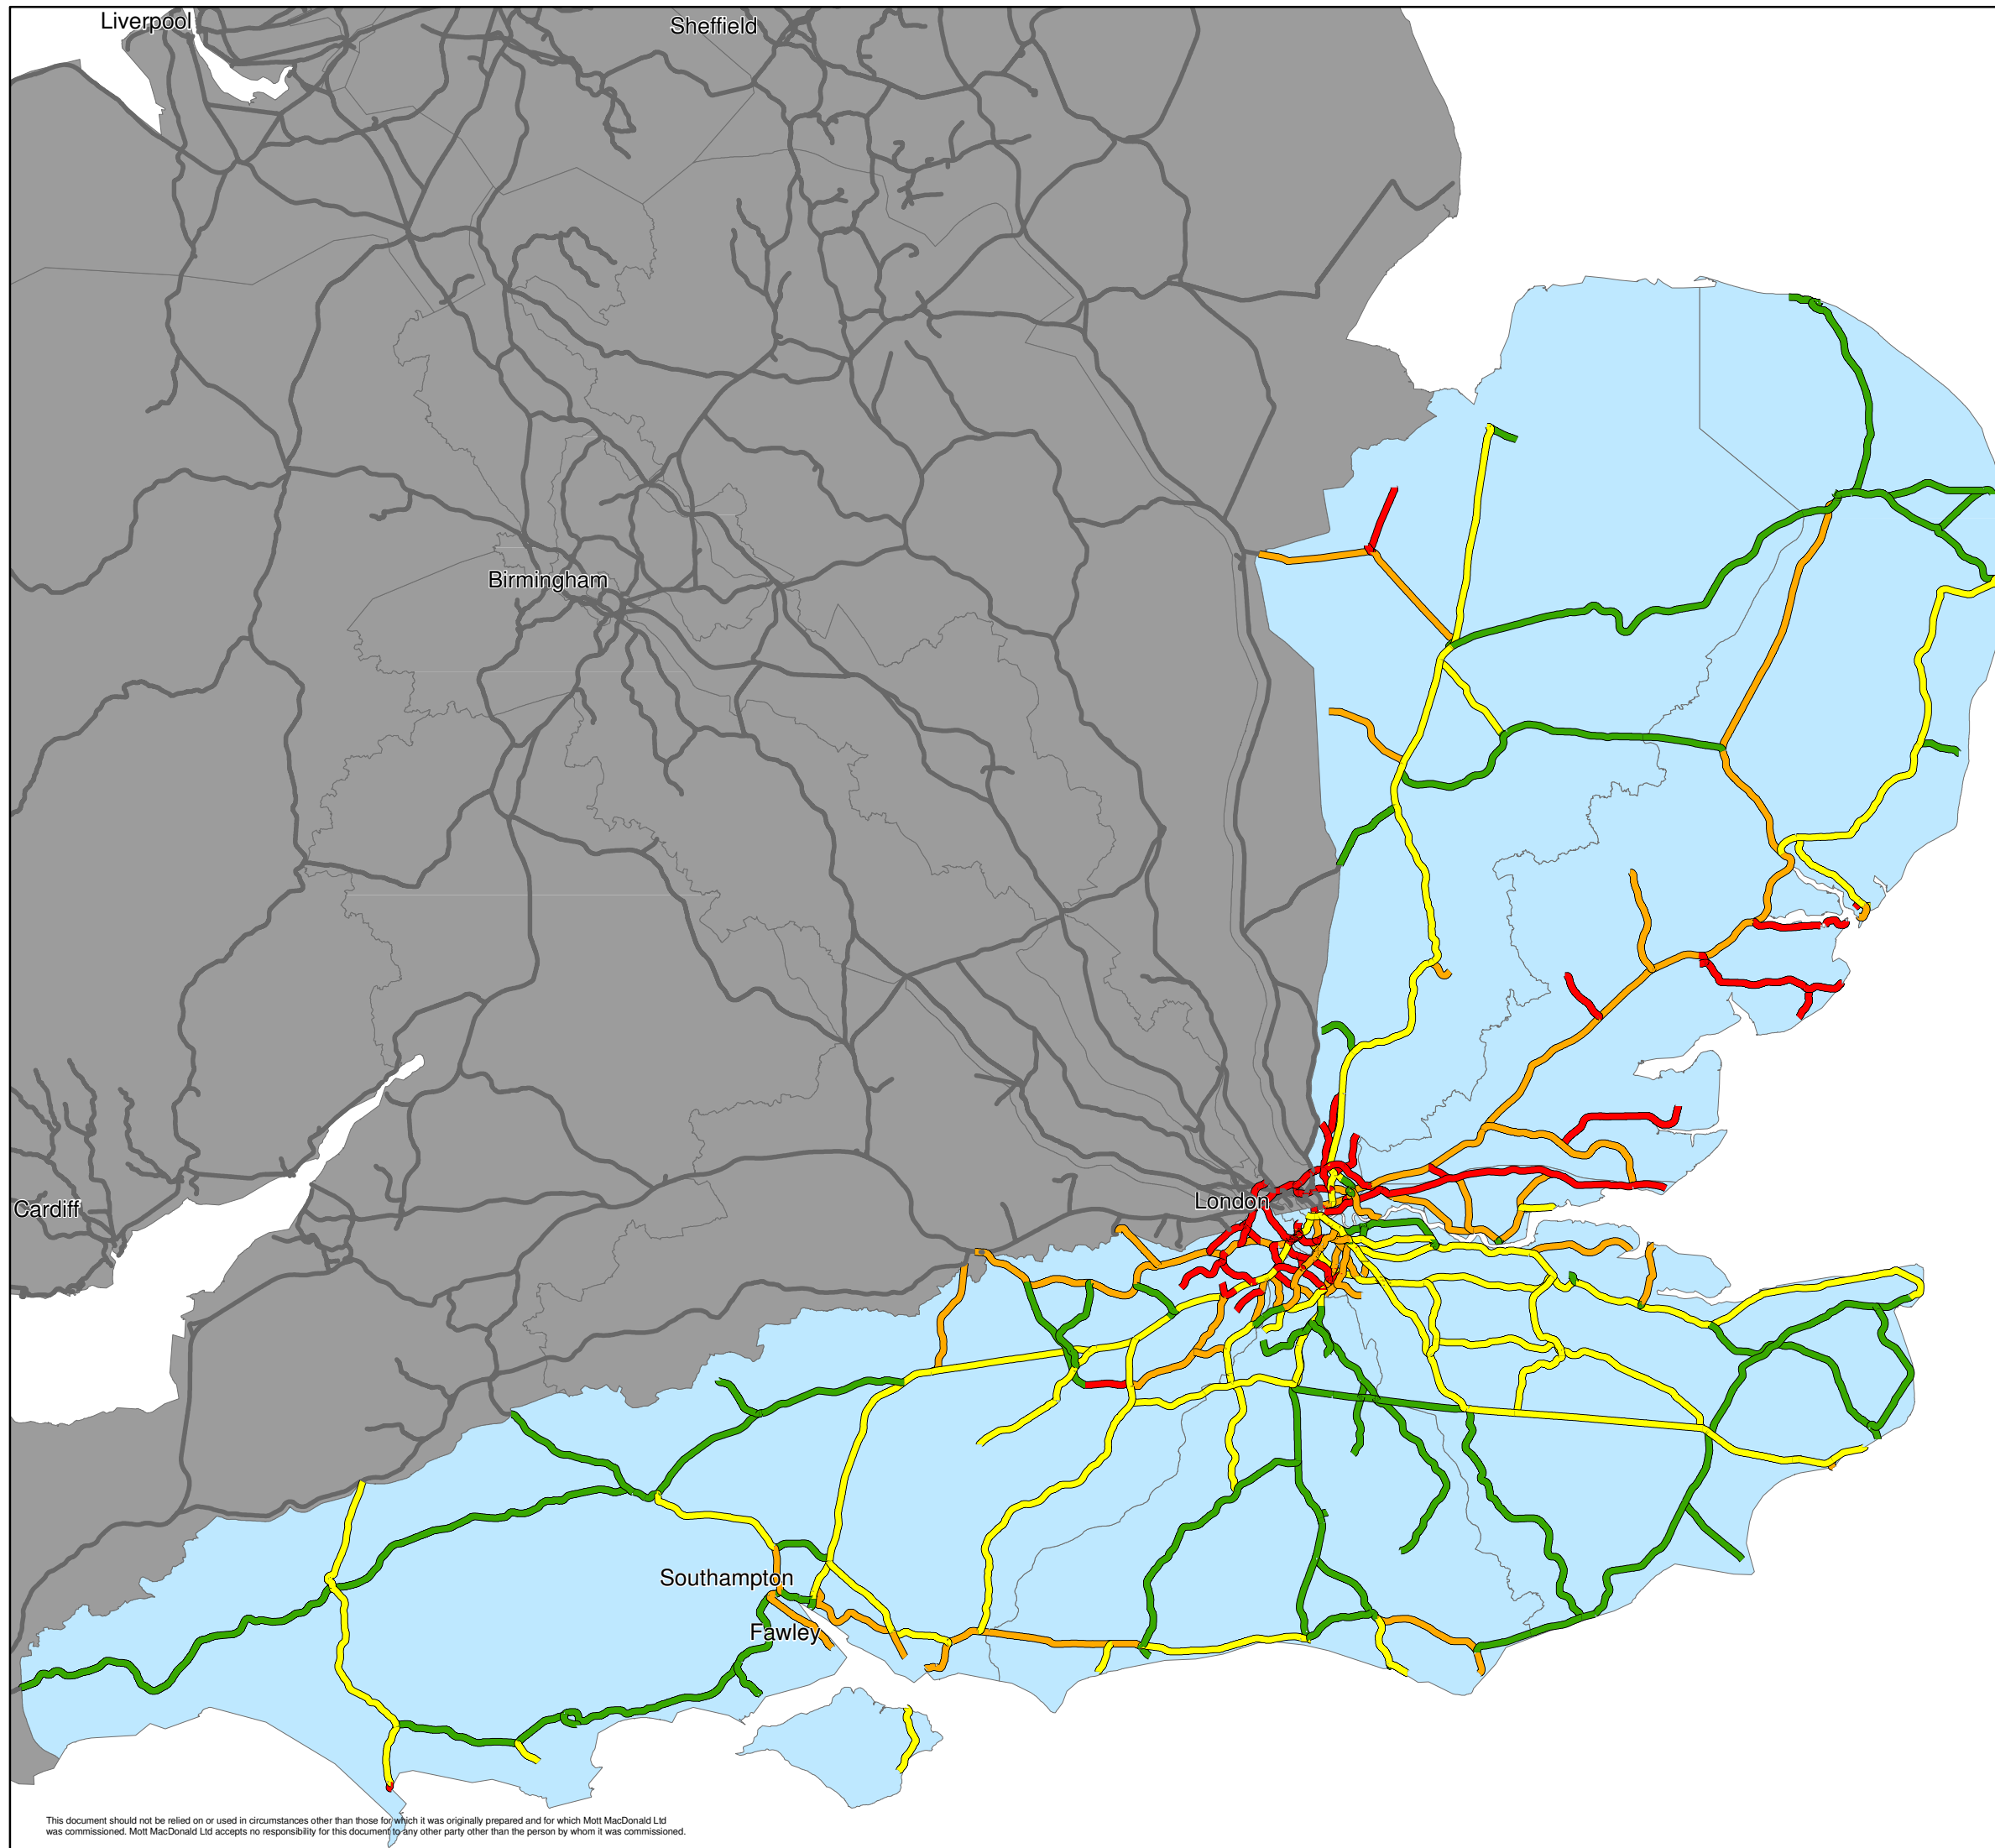 Liverpool
Sheffield
Birmingham
Cardiff
London
Southampton
Fawley
This document should not be relied on or used in circumstances other than those for which it was originally prepared and for which Mott MacDonald Ltd
was commissioned. Mott MacDonald Ltd accepts no responsibility for this document to any other party other than the person by whom it was commissioned.